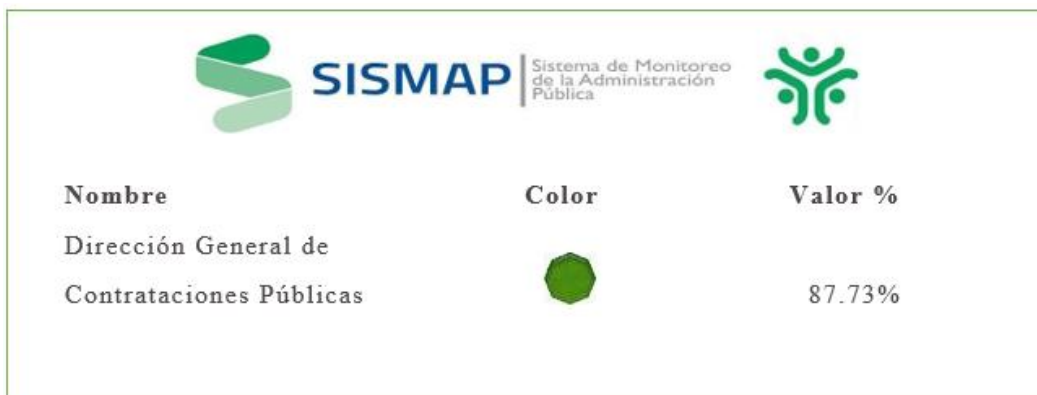 SISMAP
Sistema de Monitoreo
de la Administración
Pública
Nombre Color Valor %
Dirección General de
Contrataciones Públicas 87.73%